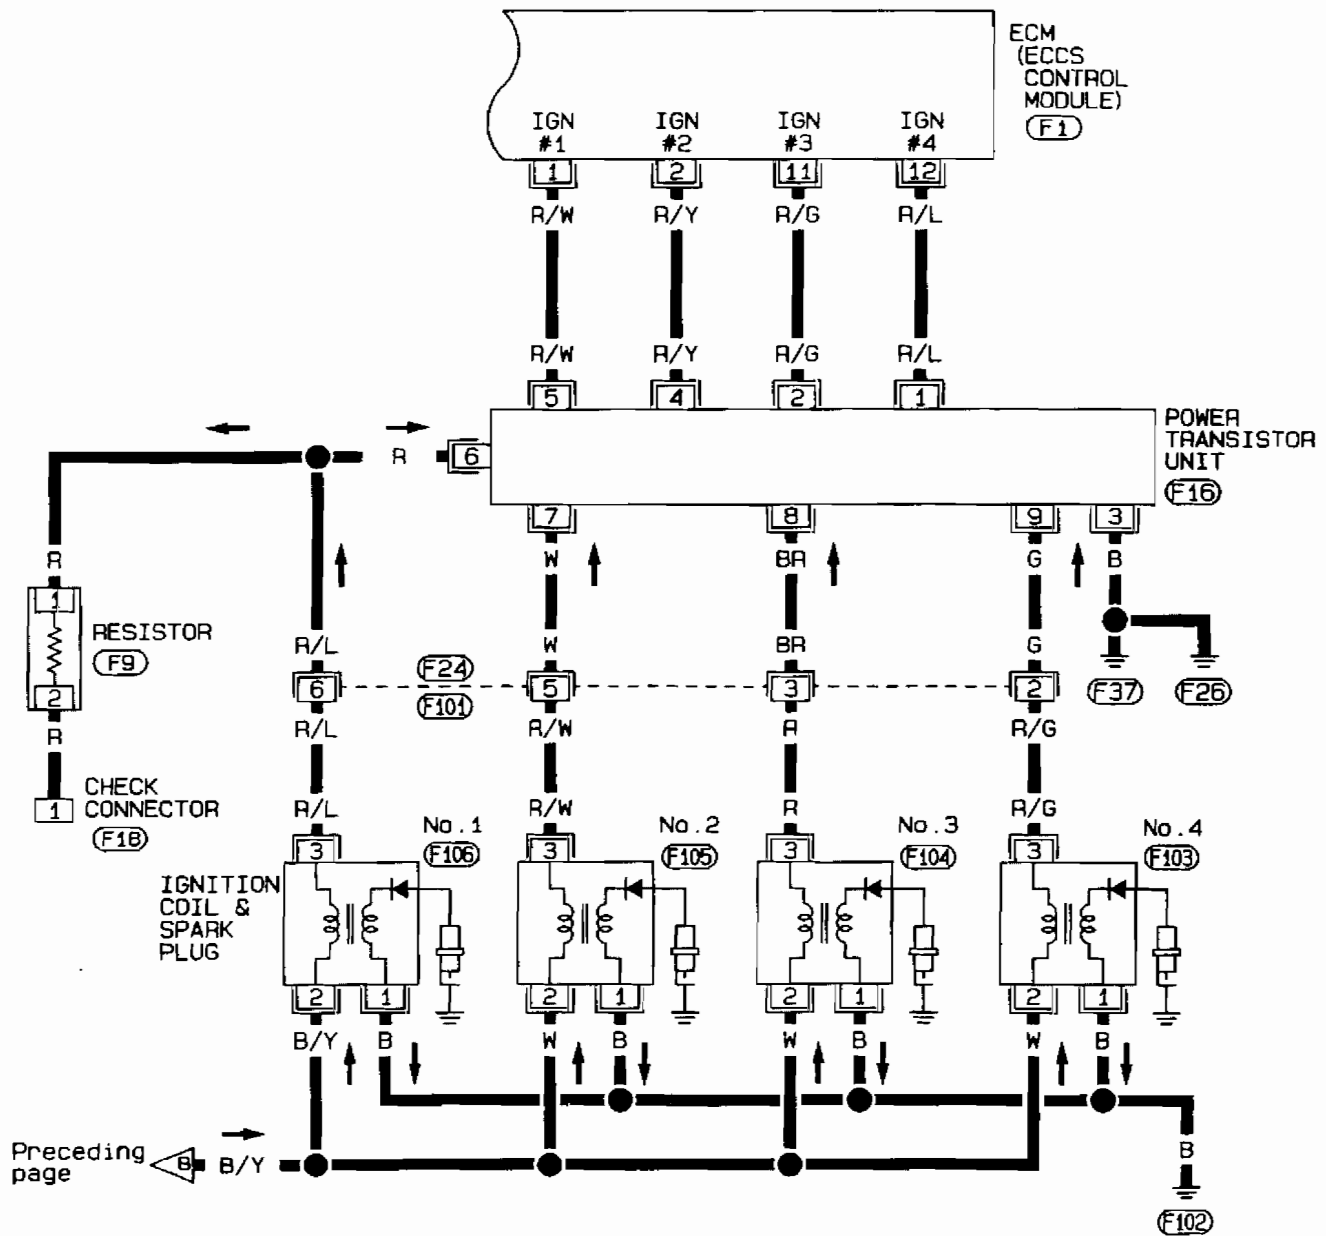 ECM
(ECCS
CONTROL
MODULE)
F1
IGN IGN IGN IGN
#1 #2 #3 #4
1 2 11 12
R/W R/Y R/G R/L
R/W R/Y R/G R/L
5 4 2 1
POWER
TRANSISTOR
UNIT
F16
R 6
7 8 9 3
R W BR G B
1
RESISTOR
F9
2
R/L W BR G
F24
6 5 3 2
F101
F37 F26
R R/L R/W R R/G
CHECK
CONNECTOR
F18
1
R/L R/W R R/G
No.1 No.2 No.3 No.4
F106 F105 F104 F103
3 3 3 3
IGNITION
COIL &
SPARK
PLUG
2 1 2 1 2 1 2 1
B/Y B W B W B W B
Preceding
page
B B/Y
B
F102